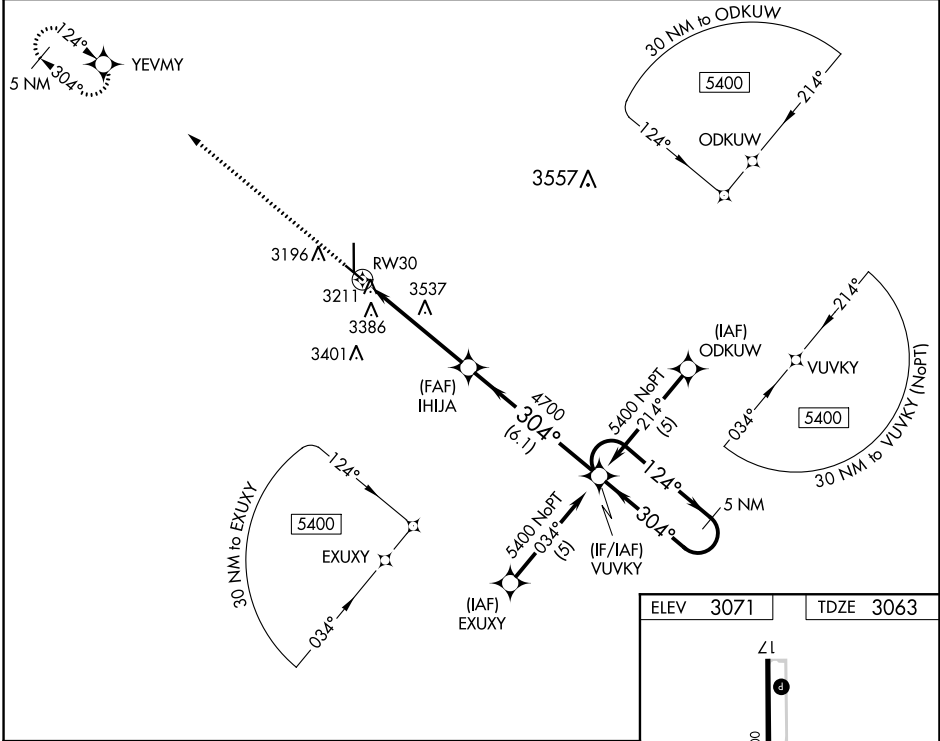 124°
304°
5 NM
YEVMY
30 NM to ODKUW
5400
214°
124°
ODKUW
3557
3196
RW30
3211
3537
3386
3401
(FAF)
IHIJA
4700
304°
(6.1)
(IAF)
ODKUW
5400 NoPT
214°
(5)
214°
VUVKY
034°
5400
30 NM to VUVKY (NoPT)
124°
304°
5 NM
(IF/IAF)
VUVKY
5400 NoPT
034°
(5)
(IAF)
EXUXY
30 NM to EXUXY
124°
5400
EXUXY
034°
ELEV 3071
TDZE 3063
17
P